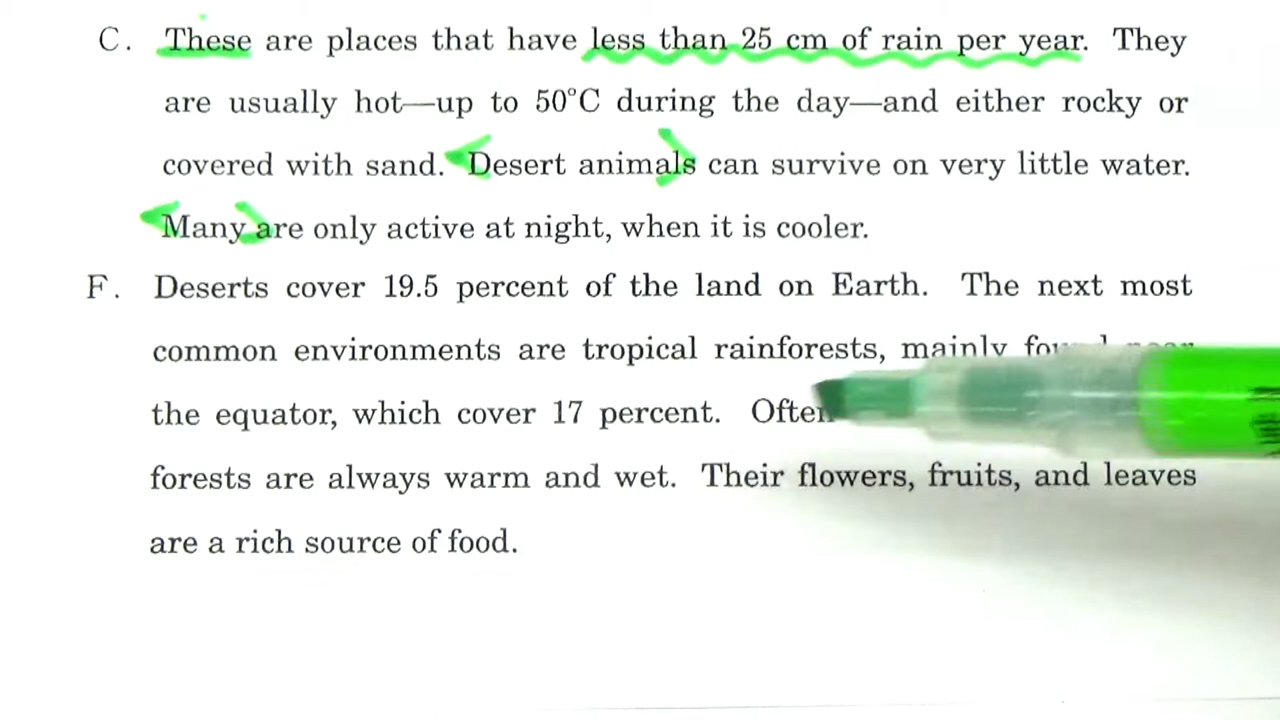 C. These are places that have less than 25 cm of rain per year. They
are usually hot—up to 50°C during the day—and either rocky or
covered with sand. Desert animals can survive on very little water.
Many are only active at night, when it is cooler.
F. Deserts cover 19.5 percent of the land on Earth. The next most
common environments are tropical rainforests, mainly
the equator, which cover 17 percent. Often
forests are always warm and wet. Their flowers, fruits, and leaves
are a rich source of food.